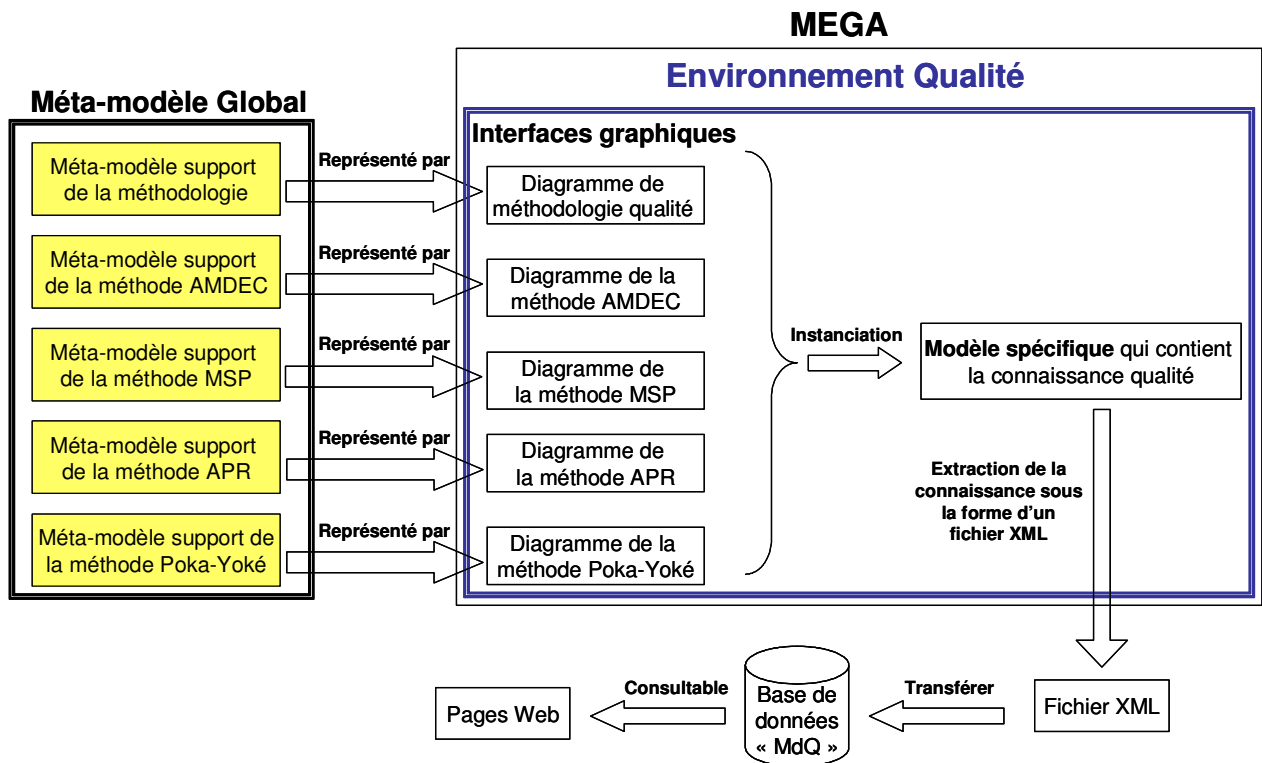 MEGA
Environnement Qualité
Méta-modèle Global
Interfaces graphiques
Méta-modèle support
de la méthodologie
Représenté par
Diagramme de
méthodologie qualité
Méta-modèle support
de la méthode AMDEC
Représenté par
Diagramme de la
méthode AMDEC
Méta-modèle support
de la méthode MSP
Représenté par
Diagramme de
la méthode MSP
Méta-modèle support
de la méthode APR
Représenté par
Diagramme de
la méthode APR
Méta-modèle support de
la méthode Poka-Yoké
Représenté par
Diagramme de la
méthode Poka-Yoké
Instanciation
Modèle spécifique qui contient
la connaissance qualité
Extraction de la
connaissance sous
la forme d'un
fichier XML
Fichier XML
Transférer
Base de
données
« MdQ »
Consultable
Pages Web